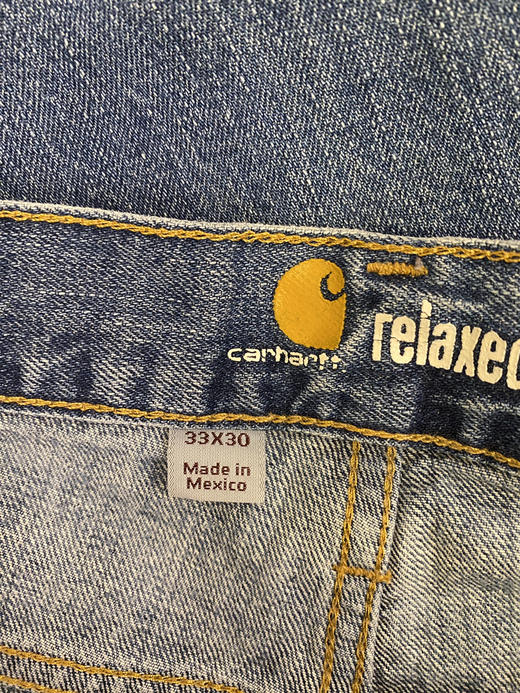 carhartt
relaxed
33X30
Made in
Mexico